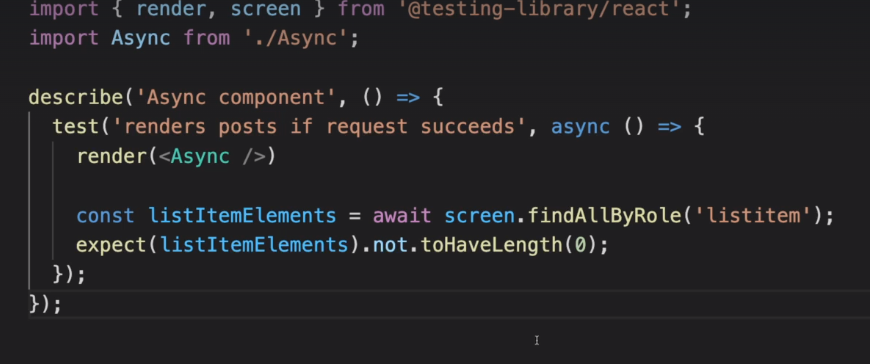 import { render, screen } from '@testing-library/react';
import Async from './Async';
describe('Async component', () => {
test('renders posts if request succeeds', async () => {
render(<Async />)
const listItemElements = await screen.findAllByRole('listitem');
expect(listItemElements).not.toHaveLength(0);
});
});